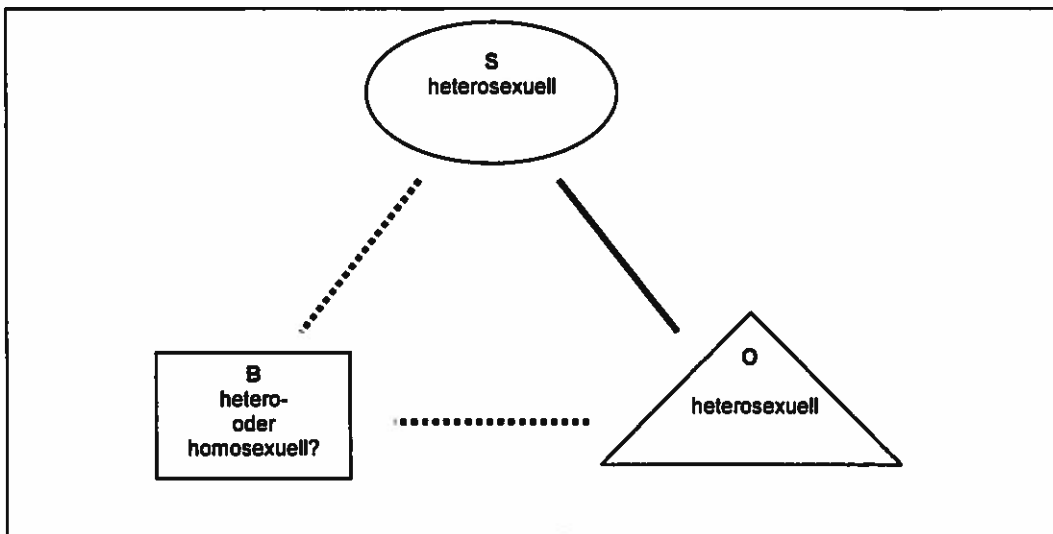 S
heterosexuell
B
hetero-
oder
homosexuell?
O
heterosexuell